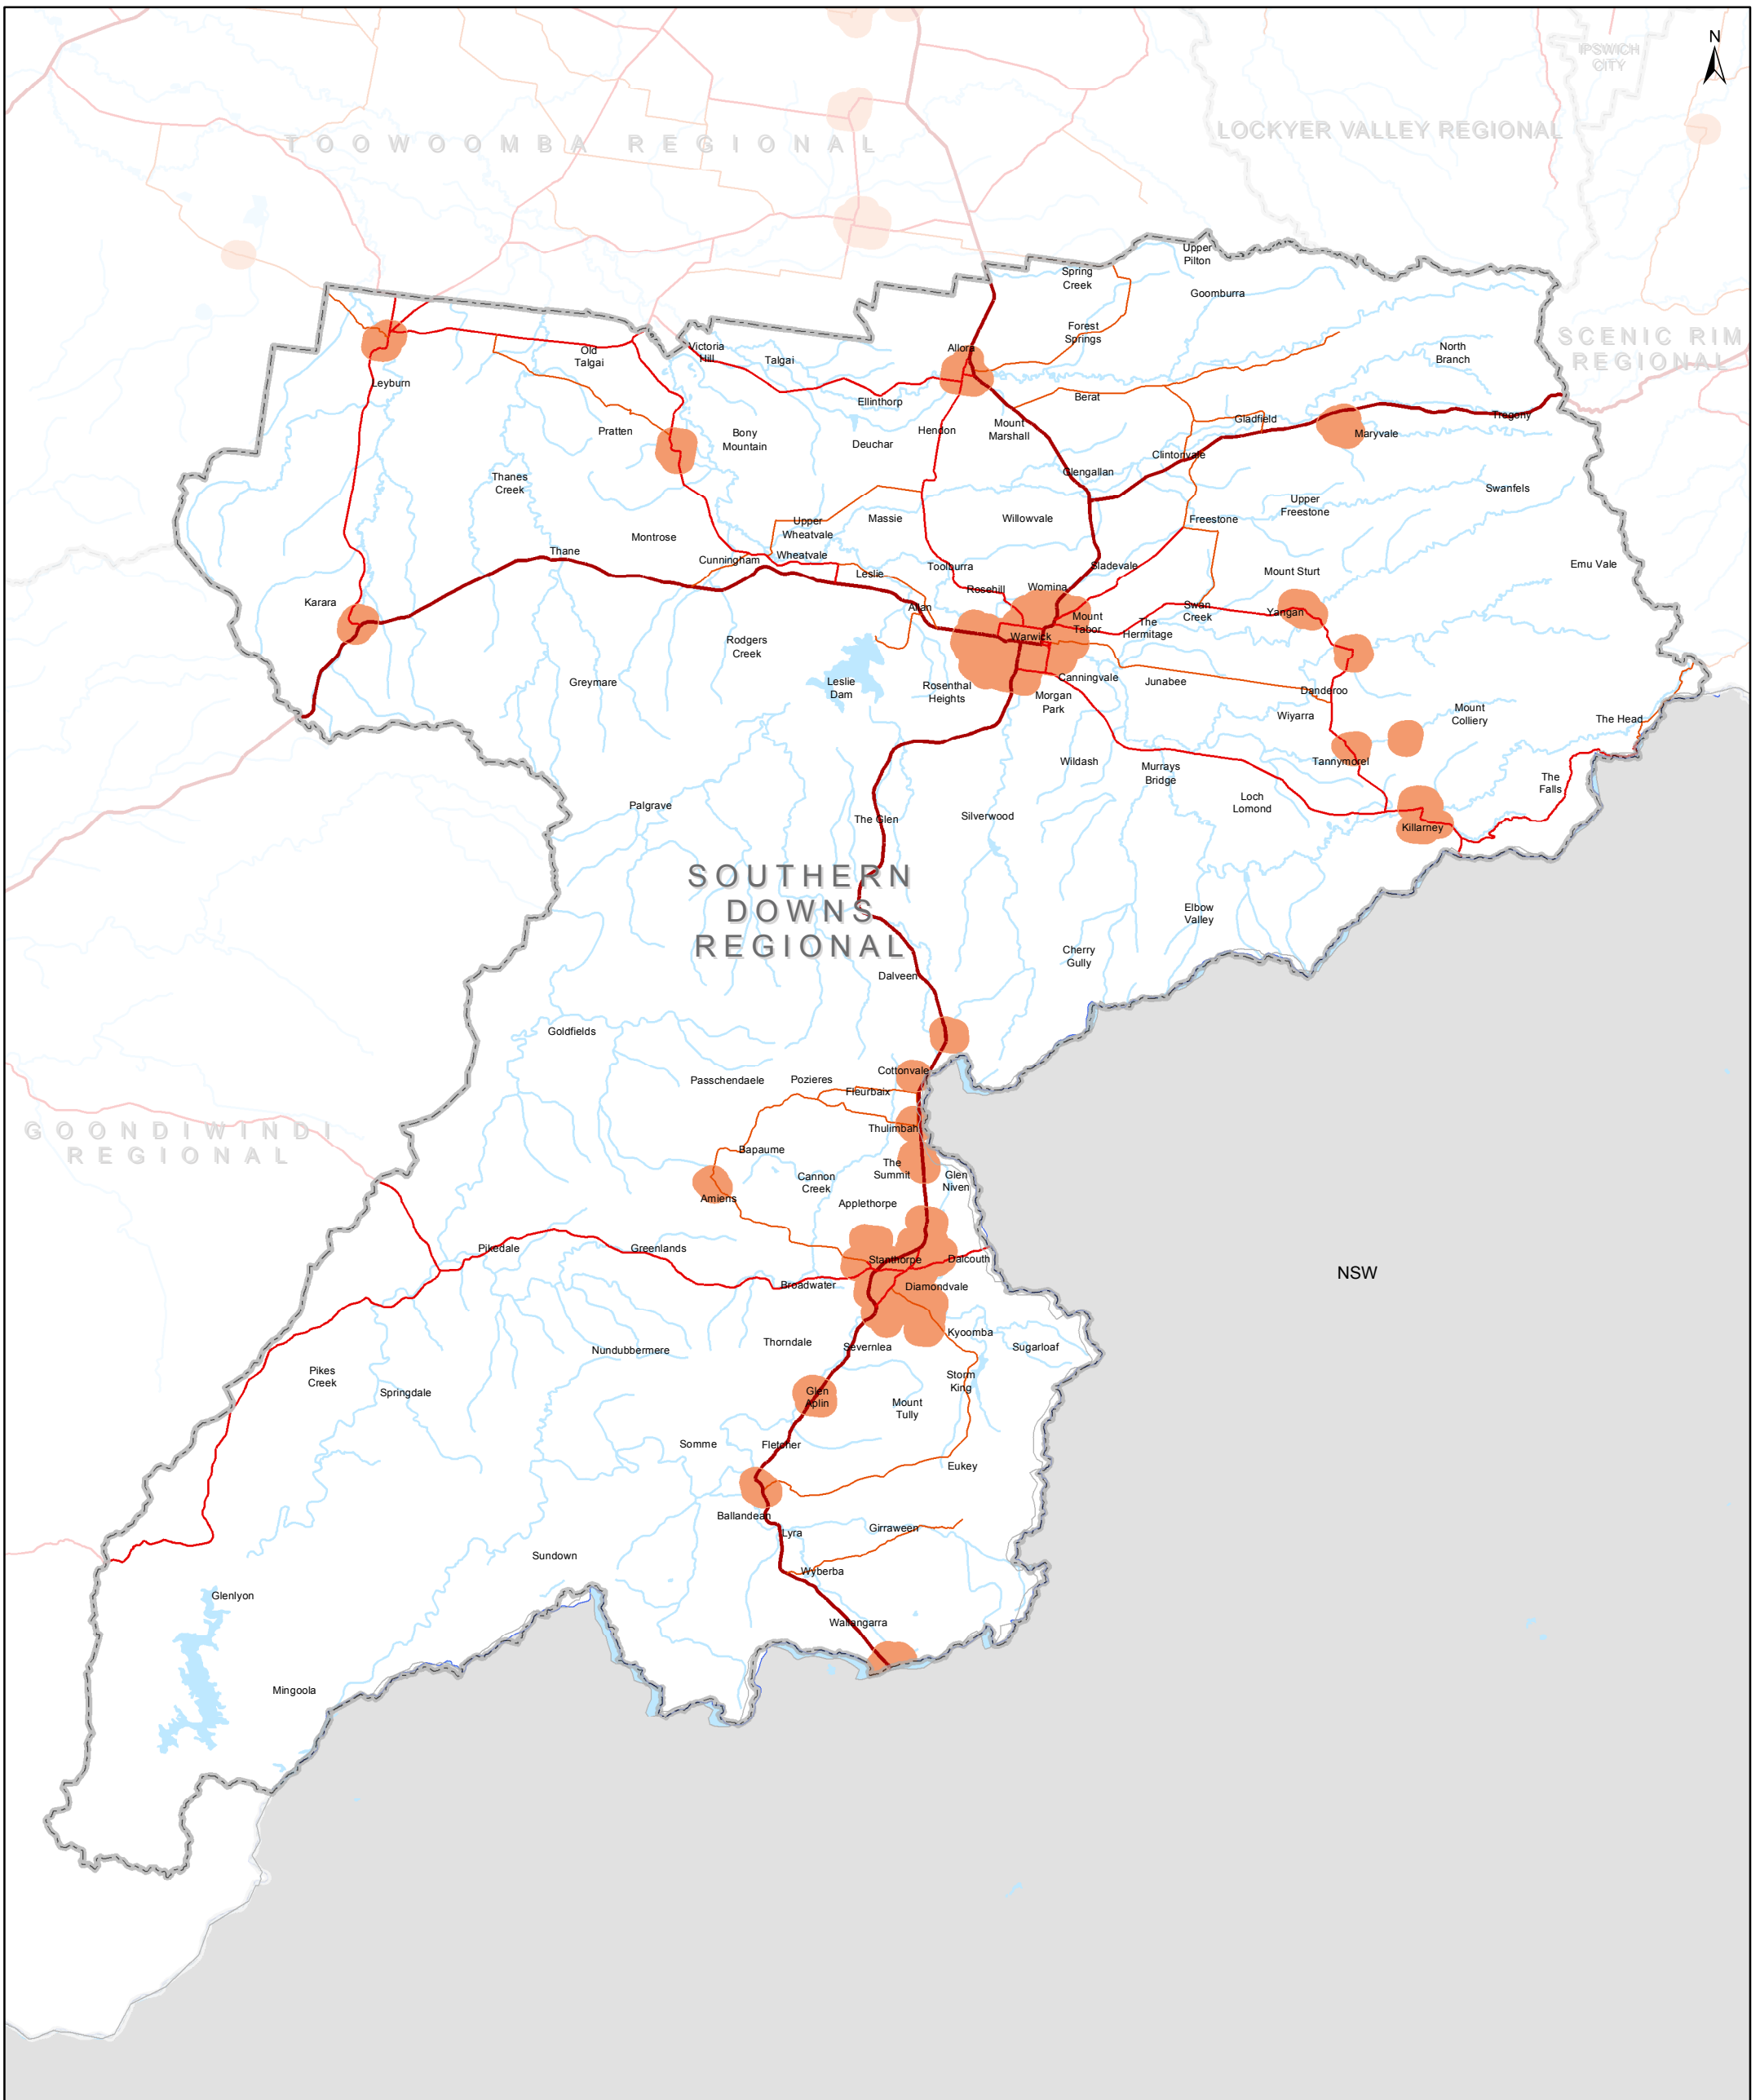 N
IPSWICH
CITY
TOOWOOMBA REGIONAL
LOCKYER VALLEY REGIONAL
Upper
Pilton
Spring
Creek
Goomburra
Forest
Springs
SCENIC RIM
REGIONAL
North
Branch
Old
Talgai
Victoria
Hill
Talgai
Allora
Leyburn
Ellinthorp
Berat
Gladfield
Tregony
Pratten
Bony
Mountain
Deuchar
Hendon
Mount
Marshall
Maryvale
Clintonvale
Glengallan
Thanes
Creek
Swanfels
Upper
Freestone
Upper
Wheatvale
Massie
Willowvale
Freestone
Montrose
Thane
Cunningham
Wheatvale
Leslie
Toolburra
Sladevale
Emu Vale
Mount Sturt
Rosehill
Womina
Karara
Allan
Swan
Creek
Yangan
Mount
Tabor
The
Hermitage
Warwick
Rodgers
Creek
Greymare
Leslie
Dam
Rosenthal
Heights
Canningvale
Morgan
Park
Junabee
Danderoo
Wiyarra
Mount
Colliery
The Head
Wildash
Murrays
Bridge
Tannymorel
The
Falls
Palgrave
The Glen
Silverwood
Loch
Lomond
Killarney
SOUTHERN
DOWNS
REGIONAL
Elbow
Valley
Cherry
Gully
Dalveen
Goldfields
Cottonvale
Passchendaele
Pozieres
Fleurbaix
GOONDIWINDI
REGIONAL
Thulimbah
Bapaume
The
Summit
Glen
Niven
Cannon
Creek
Amiens
Applethorpe
Pikedale
Greenlands
Stanthorpe
Dalcouth
NSW
Broadwater
Diamondvale
Kyoomba
Thorndale
Severnlea
Sugarloaf
Nundubbermere
Pikes
Creek
Springdale
Storm
King
Glen
Aplin
Mount
Tully
Somme
Fletcher
Eukey
Ballandean
Lyra
Girraween
Sundown
Wyberba
Glenlyon
Wallangarra
Mingoola